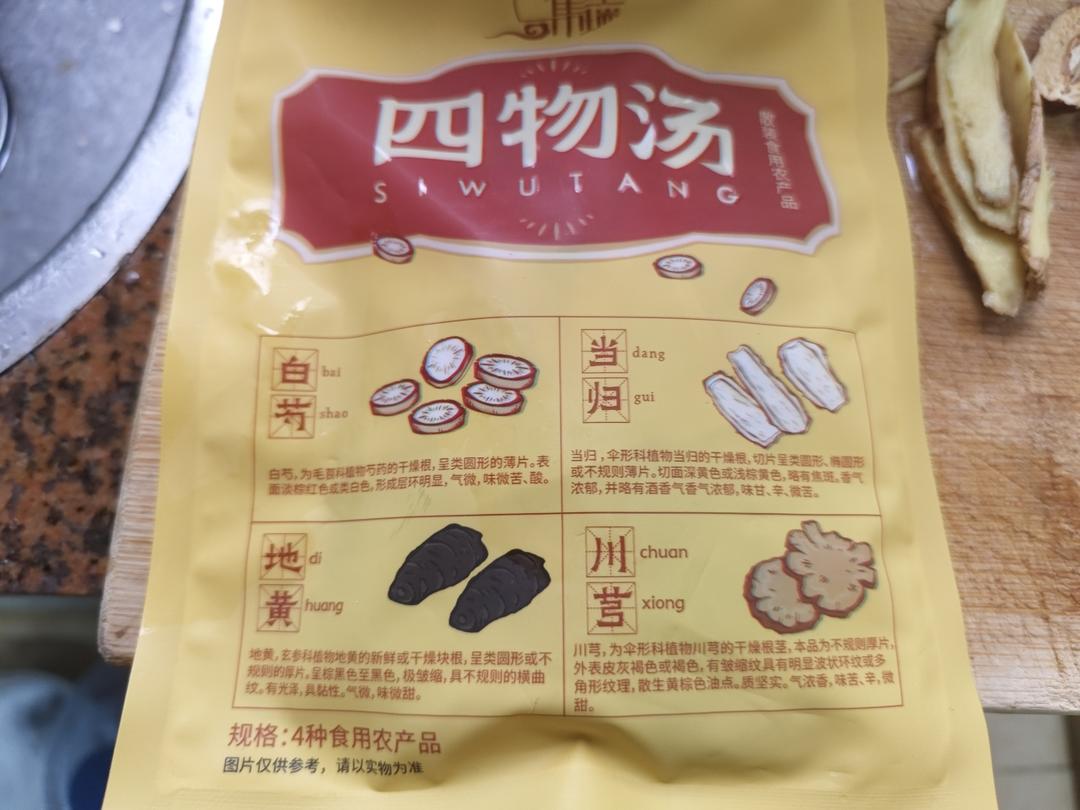 四物汤
SIWUTANG
散装食用农产品
白芍
bai
shao
白芍，为毛茛科植物芍药的干燥根，呈类圆形的薄片。表
面淡棕红色或类白色，形成层环明显，气微，味微苦、酸。
当归
dang
gui
当归，伞形科植物当归的干燥根，切片呈类圆形、椭圆形
或不规则薄片。切面深黄色或浅棕黄色，略有焦斑。香气
浓郁，并略有酒香气香气浓郁，味甘、辛、微苦。
地黄
di
huang
地黄，玄参科植物地黄的新鲜或干燥块根，呈类圆形或不
规则的厚片。呈棕黑色至黑色，极皱缩，具不规则的横曲
纹。有光泽，具黏性。气微，味微甜。
川芎
chuan
xiong
川芎，为伞形科植物川芎的干燥根茎，本品为不规则厚片，
外表皮灰褐色或褐色，有皱缩纹具有明显波状环纹或多
角形纹理，散生黄棕色油点。质坚实。气浓香，味苦、辛，微
甜。
规格：4种食用农产品
图片仅供参考，请以实物为准